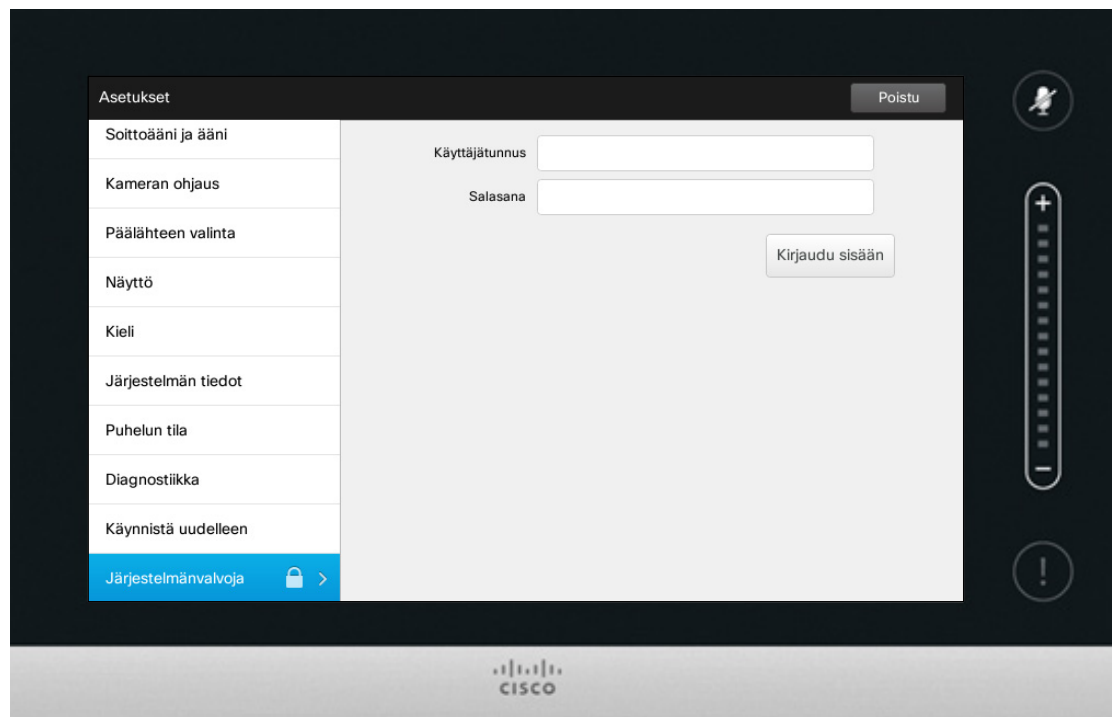 Asetukset
Poistu
Soittoääni ja ääni
Kameran ohjaus
Päälähteen valinta
Näyttö
Kieli
Järjestelmän tiedot
Puhelun tila
Diagnostiikka
Käynnistä uudelleen
Järjestelmänvalvoja
Käyttäjätunnus
Salasana
Kirjaudu sisään
+
−
!
CISCO